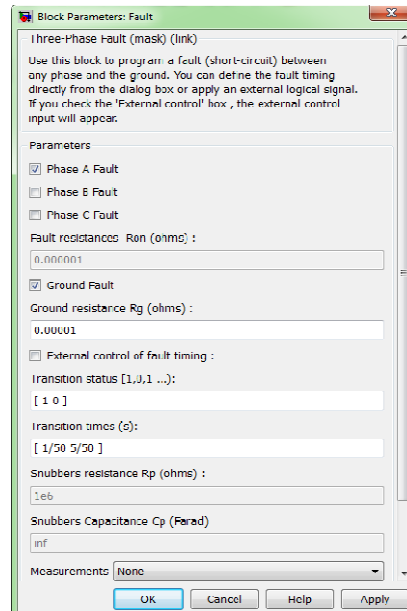 Block Parameters: Fault
Three-Phase Fault (mask) (link)
Use this block to program a fault (short-circuit) between
any phase and the ground. You can define the fault timing
directly from the dialog box or apply an external logical signal.
If you check the 'External control' box , the external control
input will appear.
Parameters
Phase A Fault
Phase B Fault
Phase C Fault
Fault resistances Ron (ohms) :
0.000001
Ground Fault
Ground resistance Rg (ohms) :
0.00001
External control of fault timing :
Transition status [1,0,1 ...):
[ 1 0 ]
Transition times (s):
[ 1/50 5/50 ]
Snubbers resistance Rp (ohms) :
1e6
Snubbers Capacitance Cp (Farad)
inf
Measurements None
OK Cancel Help Apply